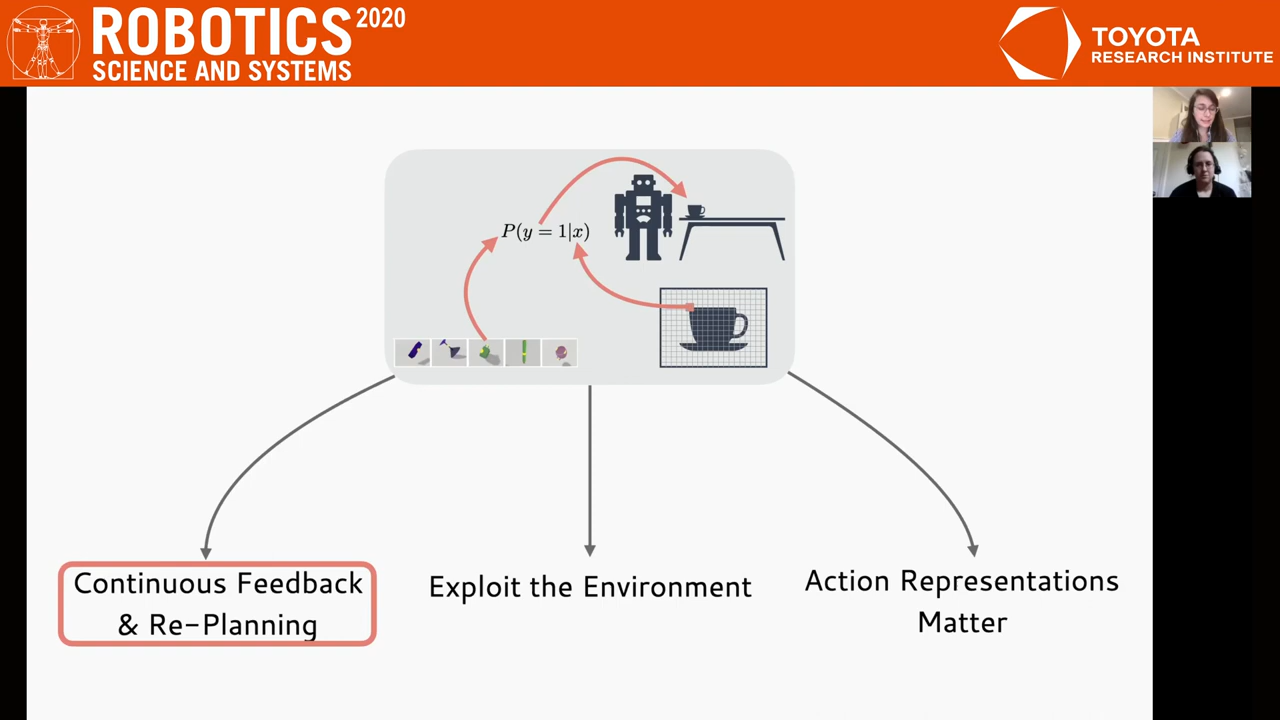 ROBOTICS 2020
SCIENCE AND SYSTEMS
TOYOTA
RESEARCH INSTITUTE
P(y = 1|x)
Continuous Feedback
& Re-Planning
Exploit the Environment
Action Representations
Matter